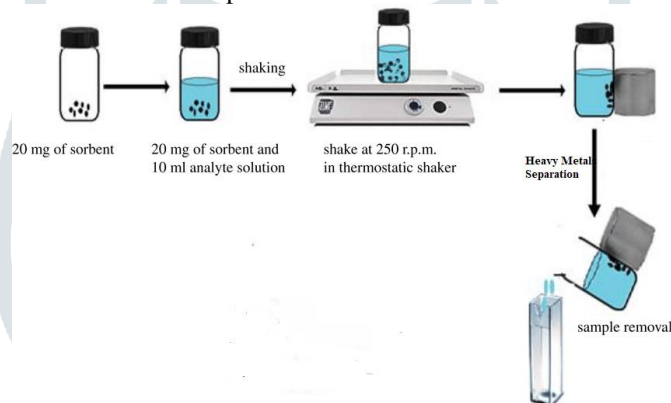 shaking
20 mg of sorbent
20 mg of sorbent and
10 ml analyte solution
shake at 250 r.p.m.
in thermostatic shaker
Heavy Metal
Separation
sample removal